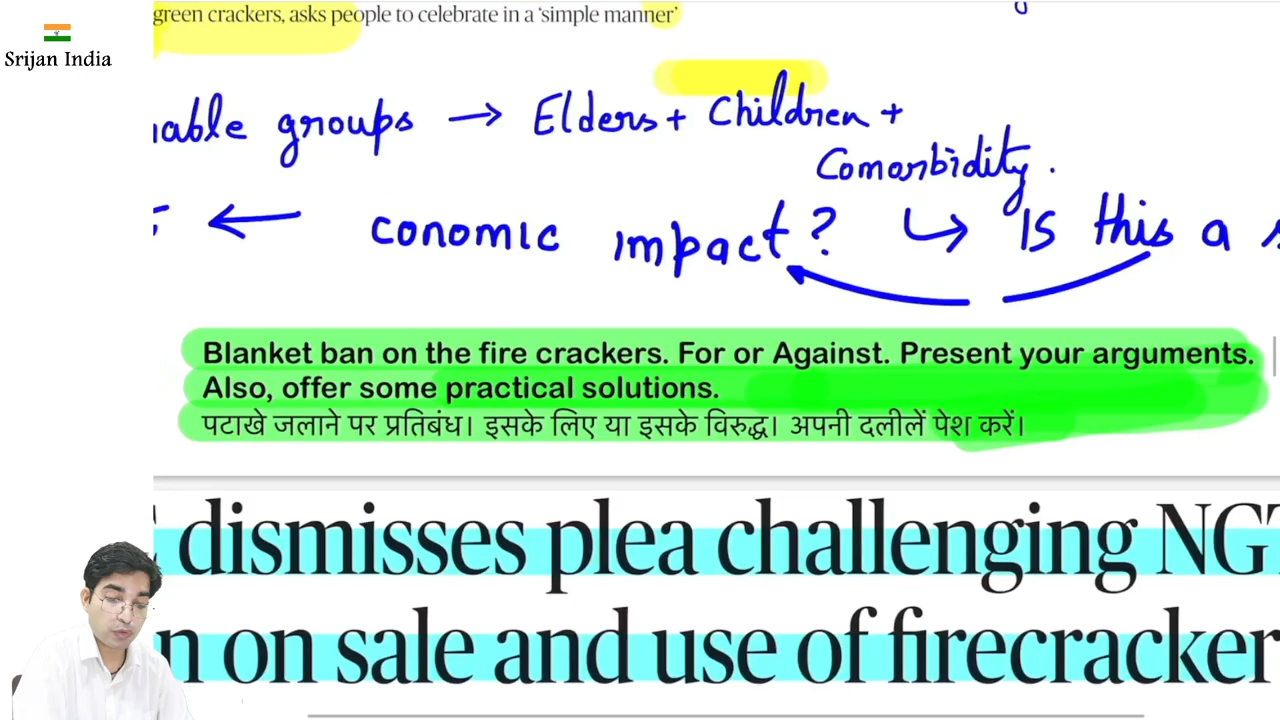 green crackers, asks people to celebrate in a ‘simple manner’
Srijan India
groups → Elders + Children +
Comorbidity.
← conomic impact? ↳ Is this a
Blanket ban on the fire crackers. For or Against. Present your arguments.
Also, offer some practical solutions.
पटाखे जलाने पर प्रतिबंध। इसके लिए या इसके विरुद्ध। अपनी दलीलें पेश करें।
dismisses plea challenging NGT
on sale and use of firecracker